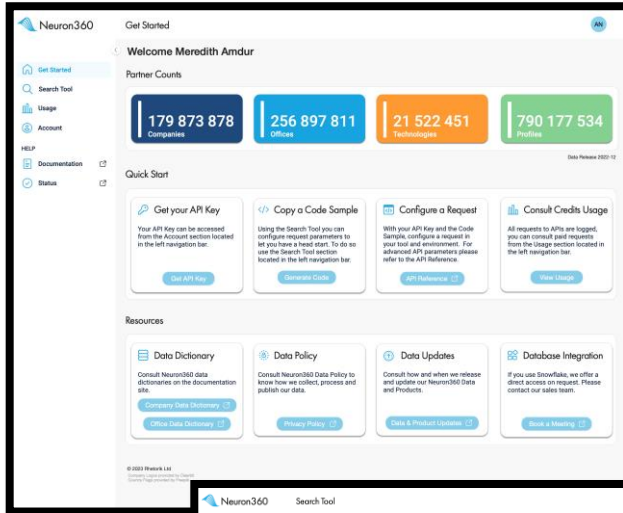 Neuron360
Get Started
AN
Get Started
Search Tool
Usage
Account
HELP
Documentation
Status
Welcome Meredith Amdur
Partner Counts
179 873 878
Companies
256 897 811
Offices
21 522 451
Technologies
790 177 534
Profiles
Data Release 2022-12
Quick Start
Get your API Key
Your API Key can be accessed
from the Account section located
in the left navigation bar.
Get API Key
Copy a Code Sample
Using the Search Tool you can
configure request parameters to
let you have a head start. To do so
use the Search Tool section
located in the left navigation bar.
Generate Code
Configure a Request
With your API Key and the Code
Sample, configure a request in
your tool and environment. For
advanced API parameters please
refer to the API Reference.
API Reference
Consult Credits Usage
All requests to APIs are logged,
you can consult paid requests
from the Usage section located in
the left navigation bar.
View Usage
Resources
Data Dictionary
Consult Neuron360 data
dictionaries on the documentation
site.
Company Data Dictionary
Office Data Dictionary
Data Policy
Consult Neuron360 Data Policy to
know how we collect, process and
publish our data.
Privacy Policy
Data Updates
Consult how and when we release
and update our Neuron360 Data
and Products.
Data & Product Updates
Database Integration
If you use Snowflake, we offer a
direct access on request. Please
contact our sales team.
Book a Meeting
© 2023 Rhetorik Ltd
Company Logos provided by
Country Flags provided by
Neuron360
Search Tool